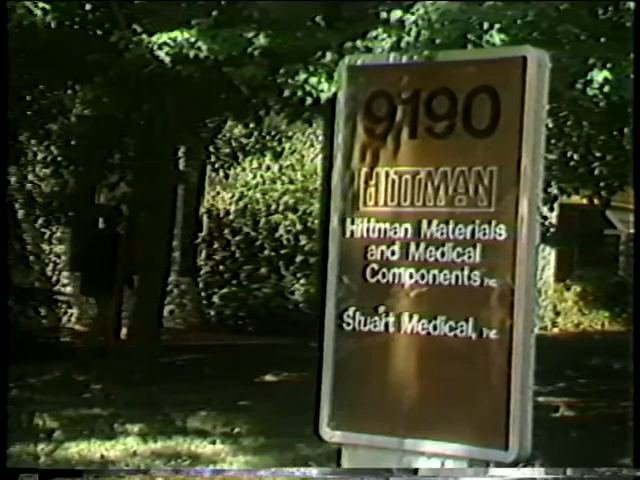 9190
HITTMAN
Hittman Materials
and Medical
Components INC.
Stuart Medical, INC.